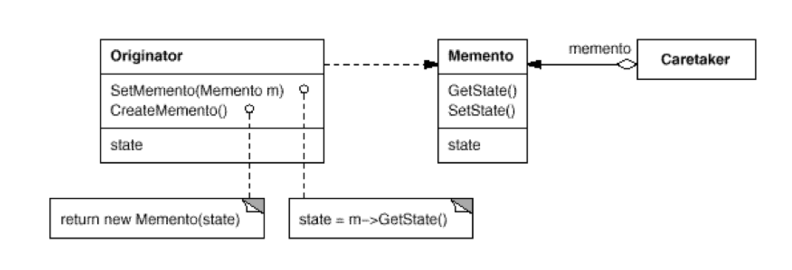 Originator
SetMemento(Memento m)
CreateMemento()
state
Memento
GetState()
SetState()
state
memento
Caretaker
return new Memento(state)
state = m->GetState()